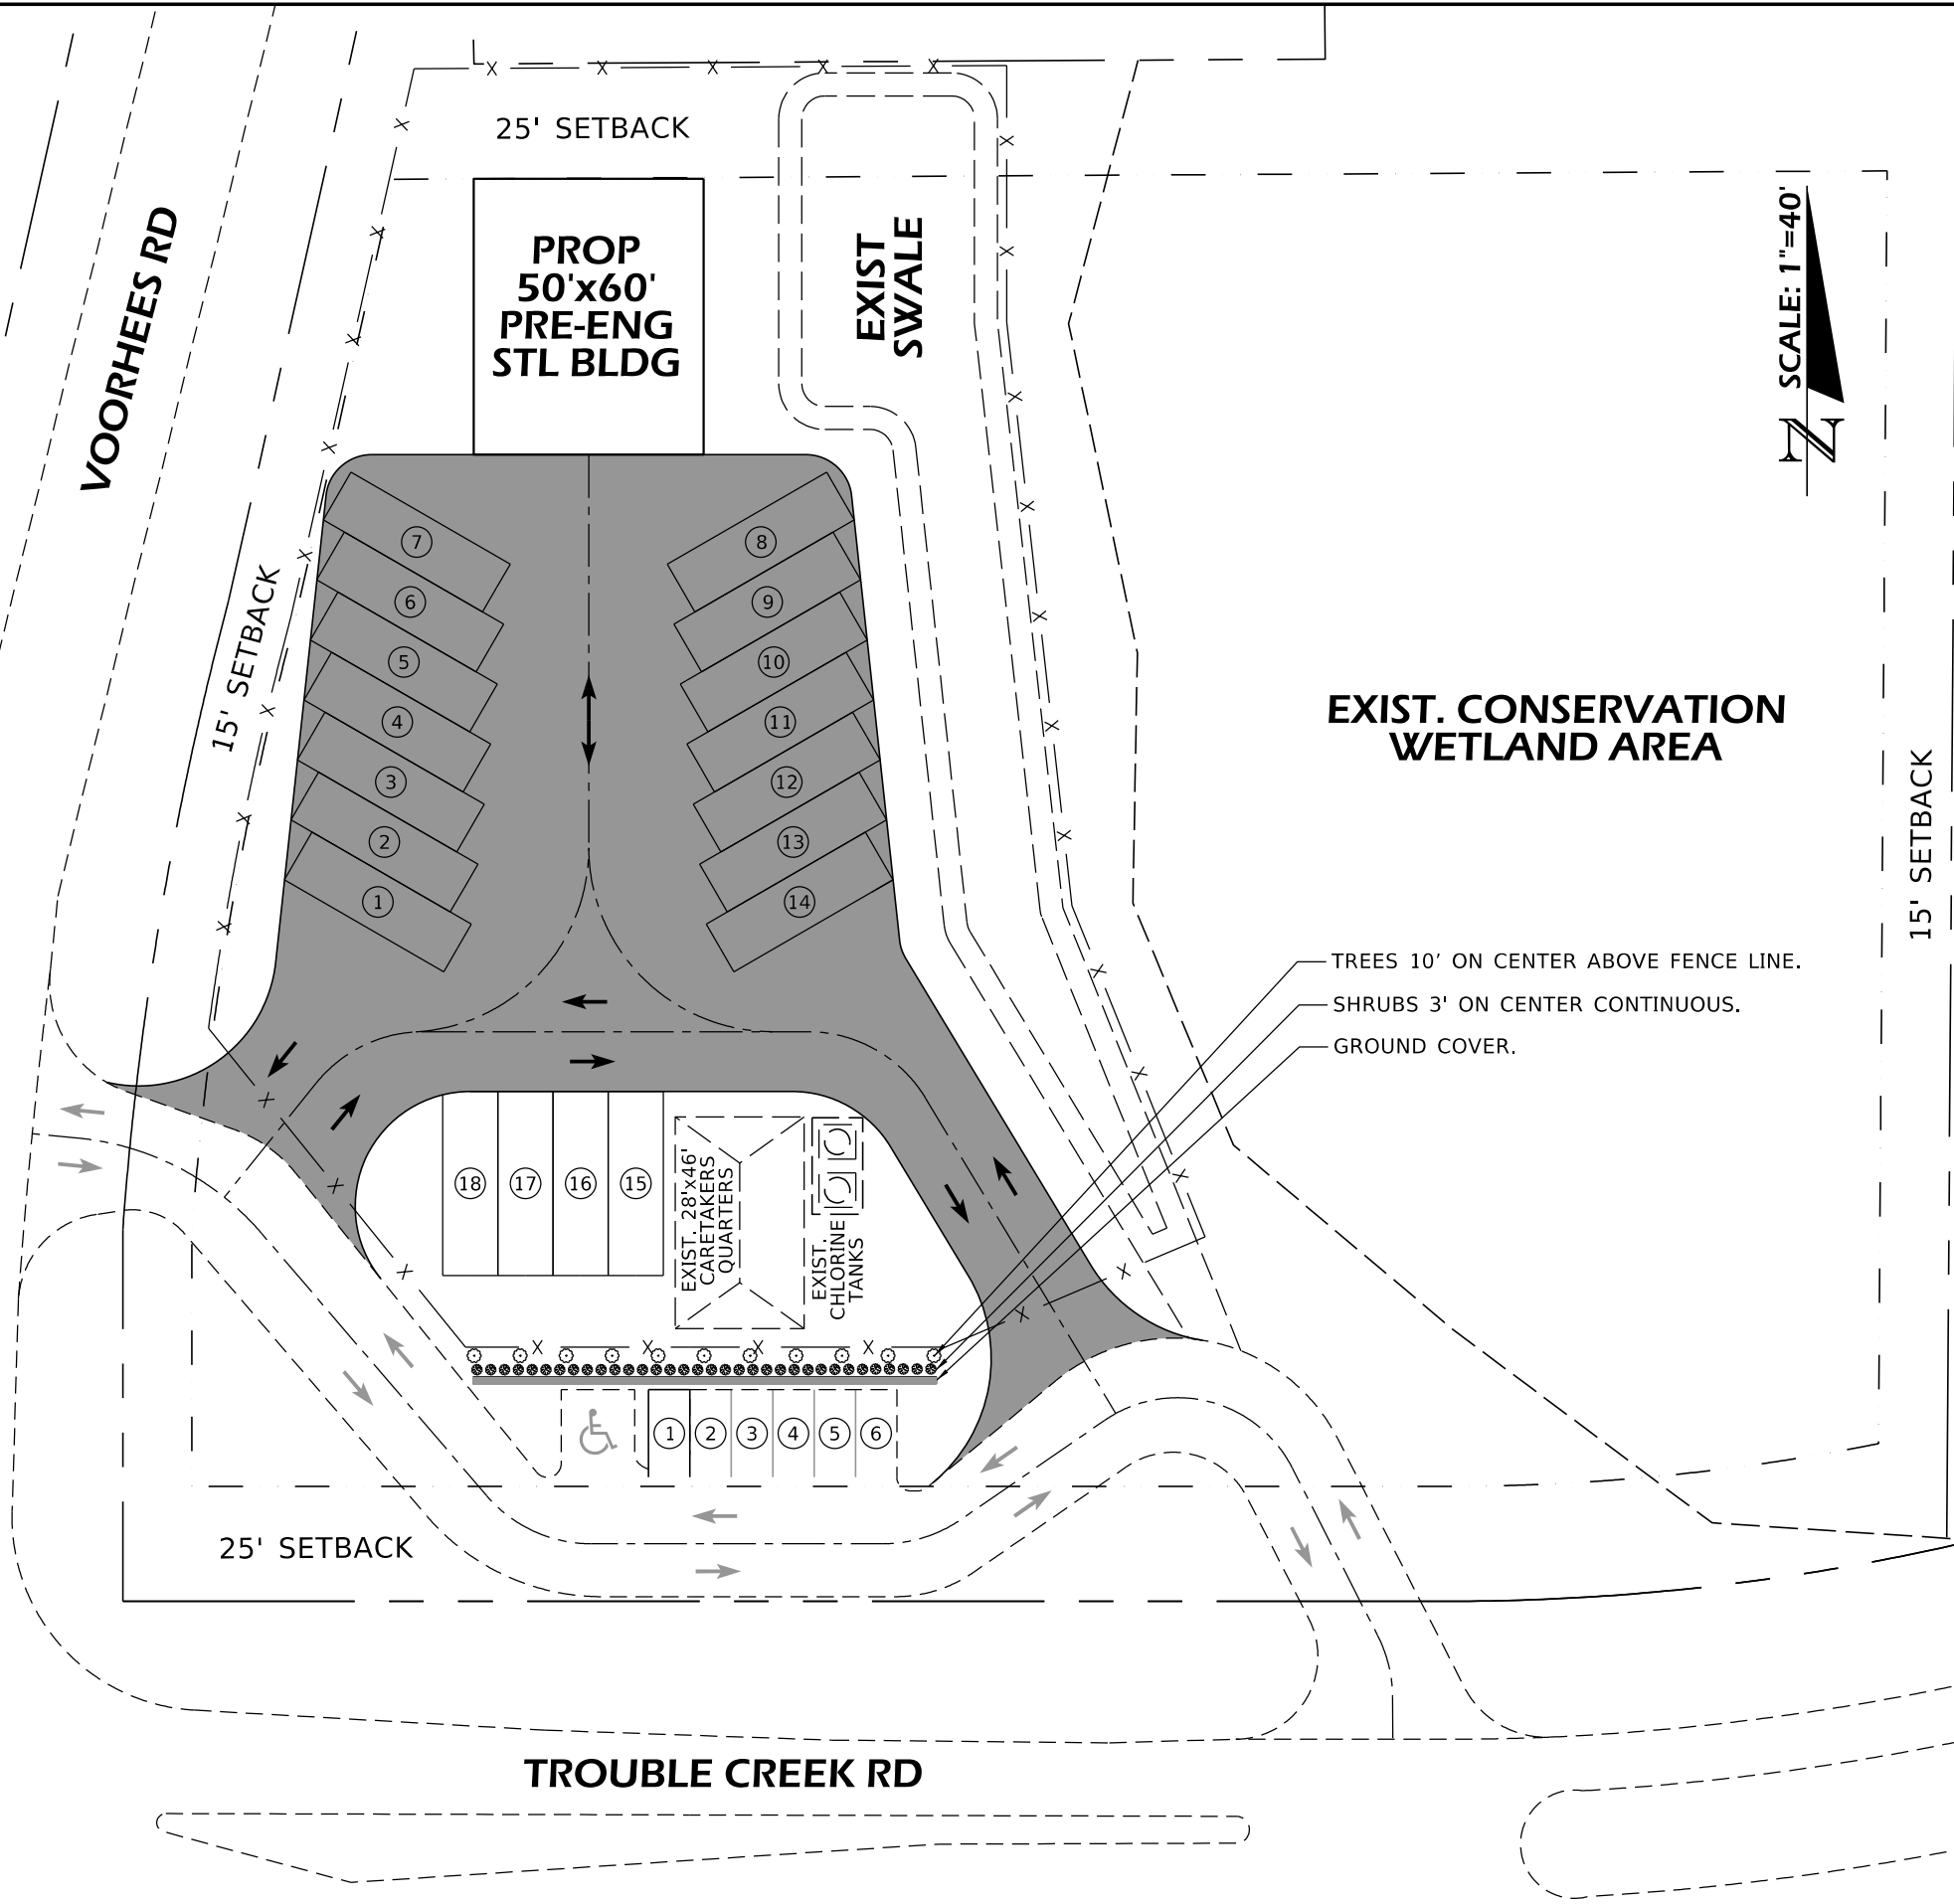 25' SETBACK
VOORHEES RD
PROP
50'x60'
PRE-ENG
STL BLDG
EXIST
SWALE
SCALE: 1"=40'
N
7
8
6
9
5
10
4
11
3
12
2
13
1
14
15' SETBACK
EXIST. CONSERVATION
WETLAND AREA
15' SETBACK
TREES 10’ ON CENTER ABOVE FENCE LINE.
SHRUBS 3' ON CENTER CONTINUOUS.
GROUND COVER.
18
17
16
15
EXIST. 28'x46'
CARETAKERS
QUARTERS
EXIST.
CHLORINE
TANKS
1
2
3
4
5
6
25' SETBACK
TROUBLE CREEK RD